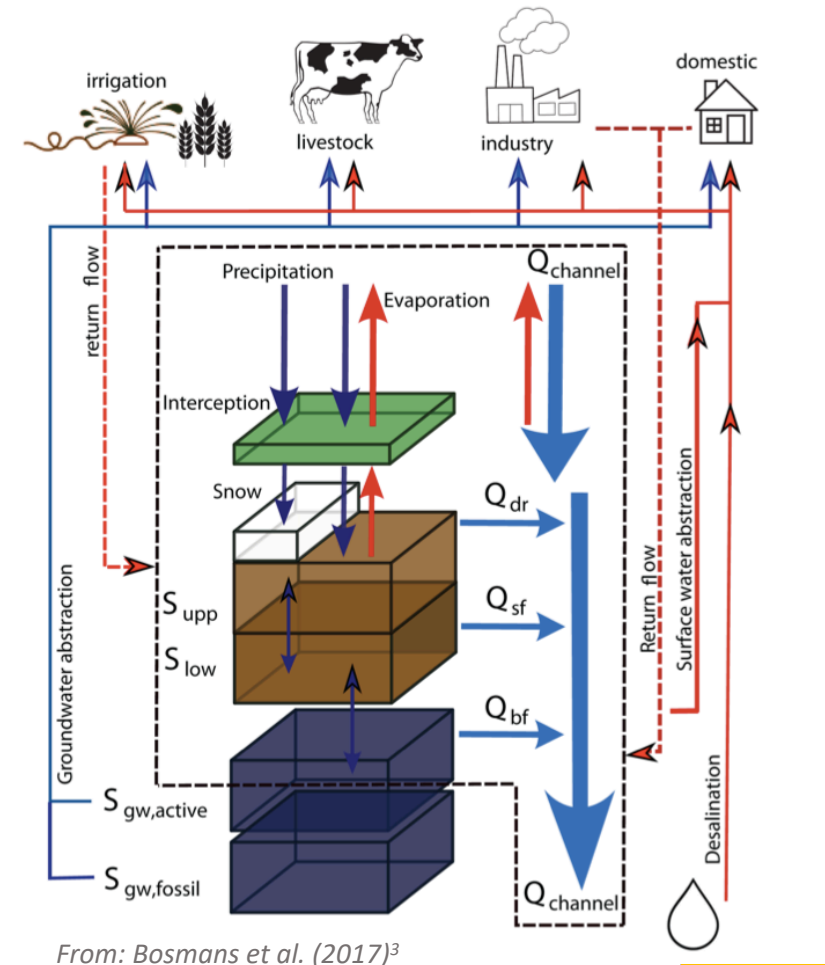 irrigation
livestock
industry
domestic
return flow
Precipitation
Evaporation
Q channel
Interception
Snow
Q dr
S upp
Q sf
S low
Q bf
Groundwater abstraction
Return flow
Surface water abstraction
Desalination
S gw,active
S gw,fossil
Q channel
From: Bosmans et al. (2017)³